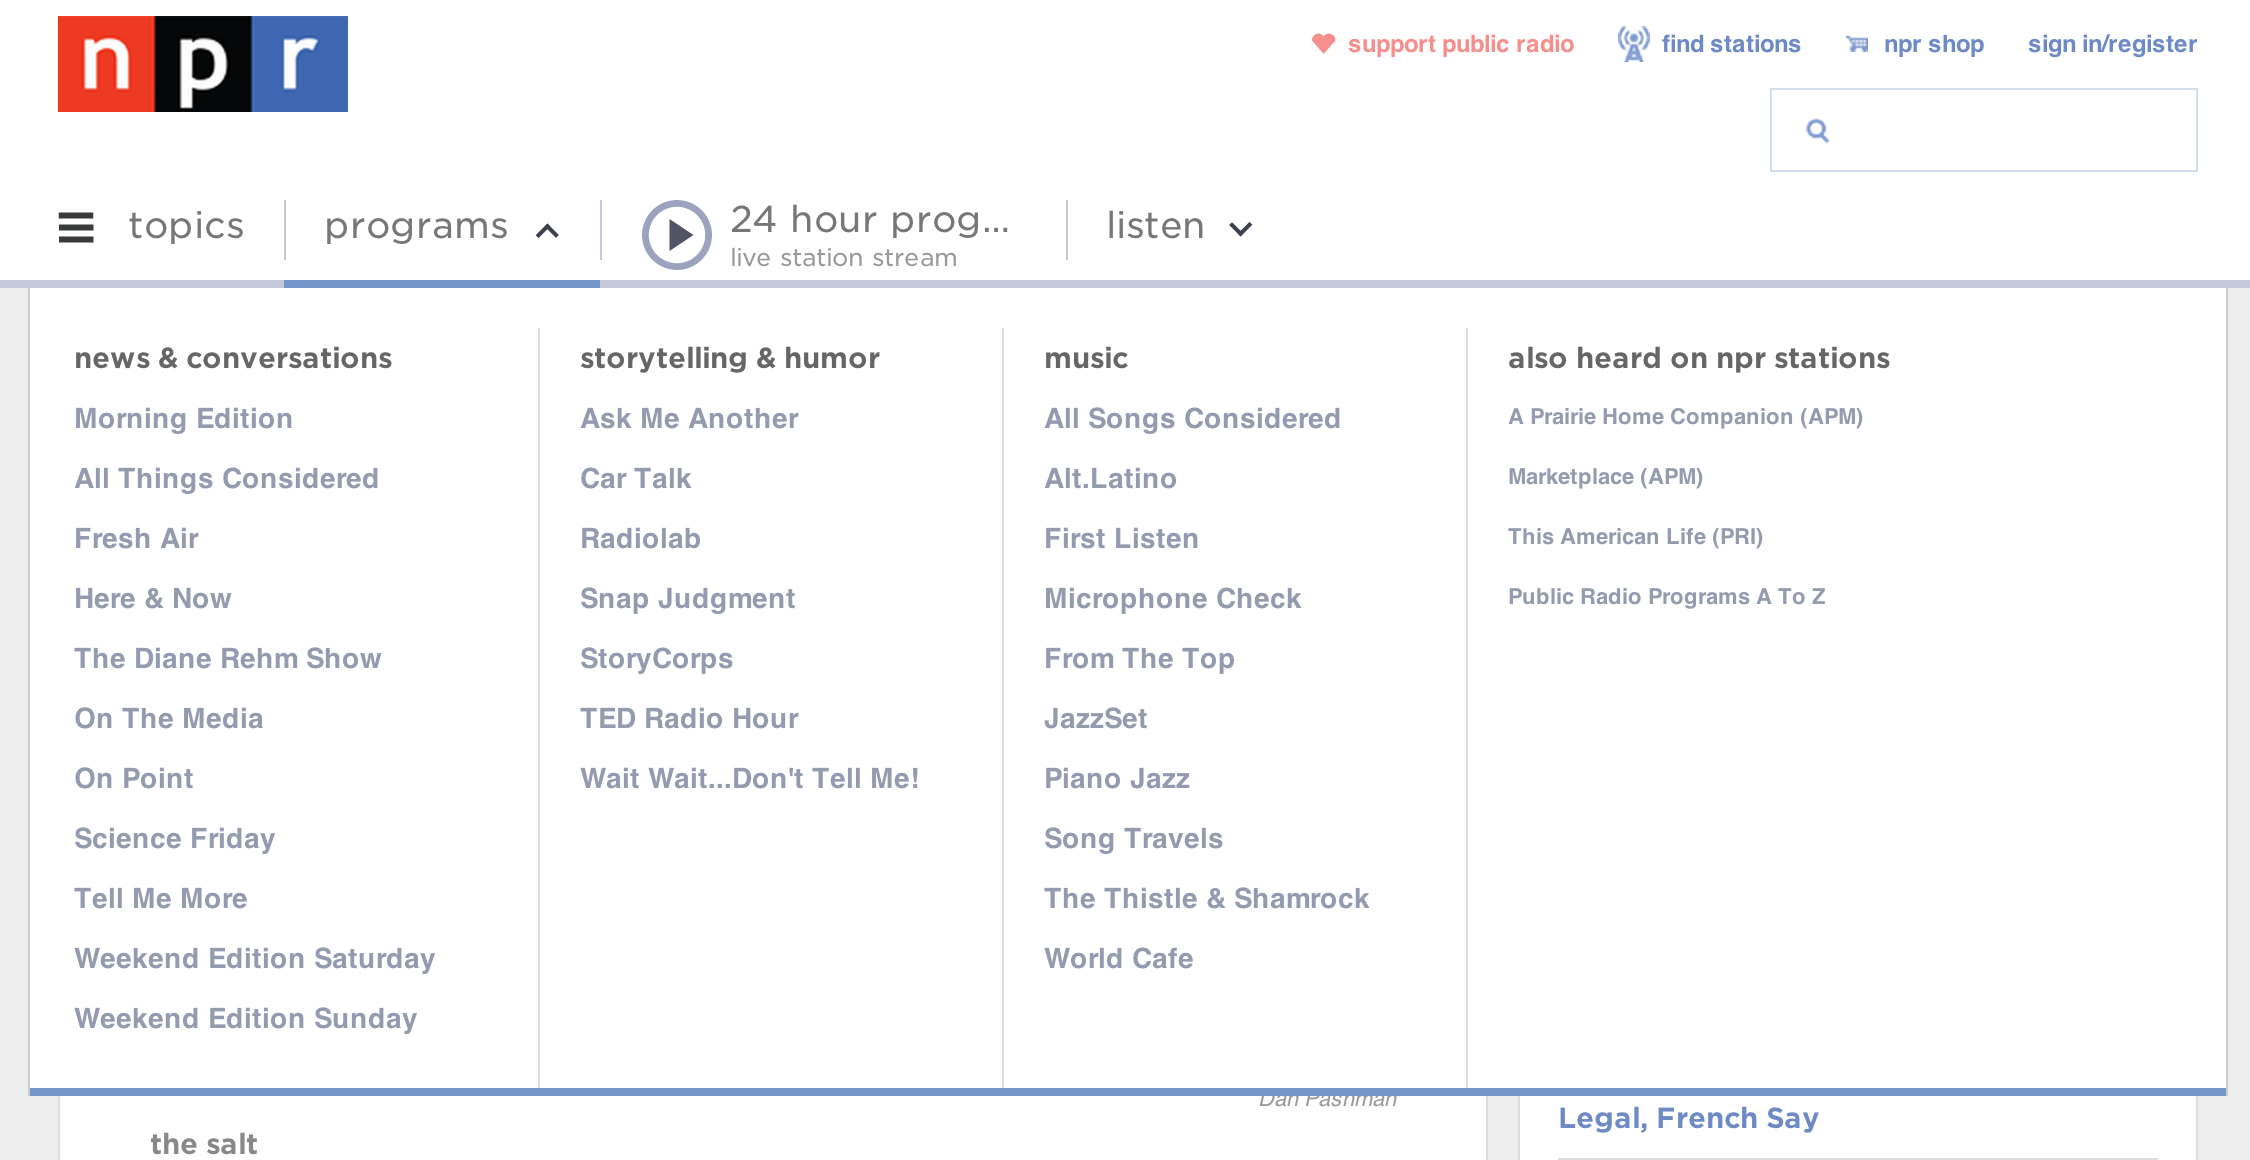 npr
support public radio
find stations
npr shop
sign in/register
topics
programs
24 hour prog...
live station stream
listen
news & conversations
Morning Edition
All Things Considered
Fresh Air
Here & Now
The Diane Rehm Show
On The Media
On Point
Science Friday
Tell Me More
Weekend Edition Saturday
Weekend Edition Sunday
storytelling & humor
Ask Me Another
Car Talk
Radiolab
Snap Judgment
StoryCorps
TED Radio Hour
Wait Wait...Don't Tell Me!
music
All Songs Considered
Alt.Latino
First Listen
Microphone Check
From The Top
JazzSet
Piano Jazz
Song Travels
The Thistle & Shamrock
World Cafe
also heard on npr stations
A Prairie Home Companion (APM)
Marketplace (APM)
This American Life (PRI)
Public Radio Programs A To Z
Dan Pashman
the salt
Legal, French Say